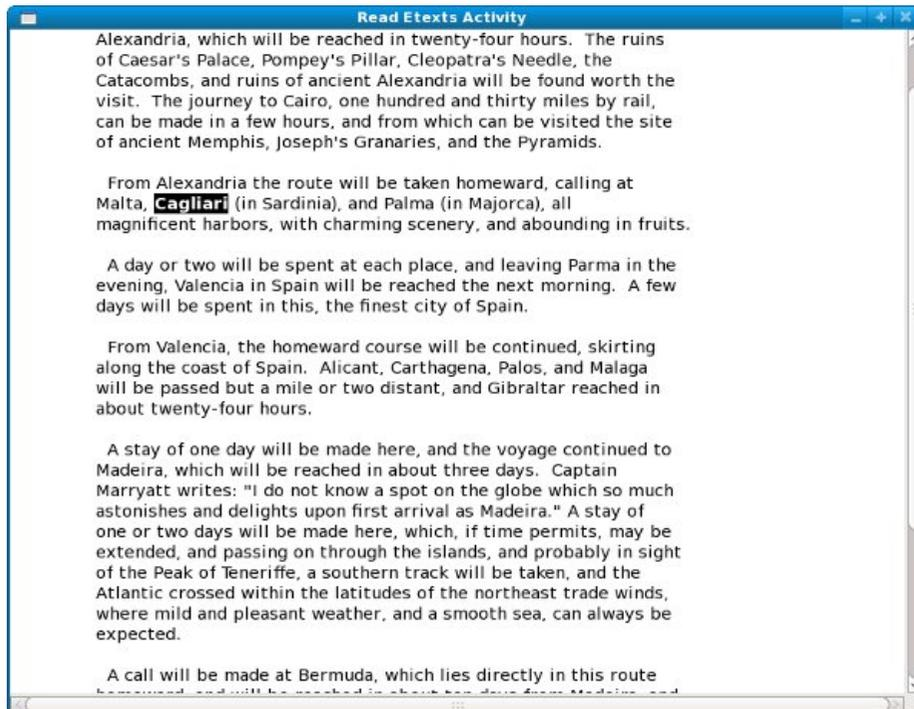 Read Etexts Activity
Alexandria, which will be reached in twenty-four hours.  The ruins
of Caesar's Palace, Pompey's Pillar, Cleopatra's Needle, the
Catacombs, and ruins of ancient Alexandria will be found worth the
visit.  The journey to Cairo, one hundred and thirty miles by rail,
can be made in a few hours, and from which can be visited the site
of ancient Memphis, Joseph's Granaries, and the Pyramids.
From Alexandria the route will be taken homeward, calling at
Malta, Cagliari (in Sardinia), and Palma (in Majorca), all
magnificent harbors, with charming scenery, and abounding in fruits.
A day or two will be spent at each place, and leaving Parma in the
evening, Valencia in Spain will be reached the next morning.  A few
days will be spent in this, the finest city of Spain.
From Valencia, the homeward course will be continued, skirting
along the coast of Spain.  Alicant, Carthagena, Palos, and Malaga
will be passed but a mile or two distant, and Gibraltar reached in
about twenty-four hours.
A stay of one day will be made here, and the voyage continued to
Madeira, which will be reached in about three days.  Captain
Marryatt writes: "I do not know a spot on the globe which so much
astonishes and delights upon first arrival as Madeira." A stay of
one or two days will be made here, which, if time permits, may be
extended, and passing on through the islands, and probably in sight
of the Peak of Teneriffe, a southern track will be taken, and the
Atlantic crossed within the latitudes of the northeast trade winds,
where mild and pleasant weather, and a smooth sea, can always be
expected.
A call will be made at Bermuda, which lies directly in this route
homeward, and will be reached in about ten days from Madeira, and